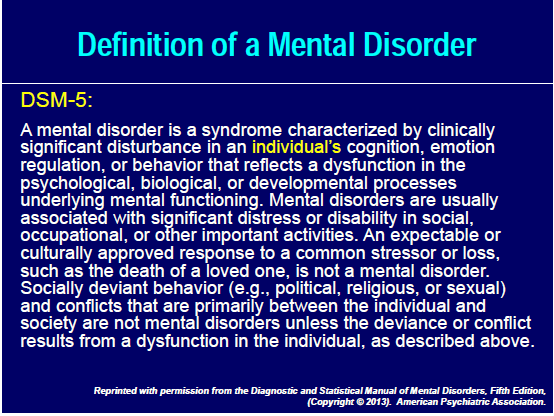 Definition of a Mental Disorder
DSM-5:
A mental disorder is a syndrome characterized by clinically
significant disturbance in an individual's cognition, emotion
regulation, or behavior that reflects a dysfunction in the
psychological, biological, or developmental processes
underlying mental functioning. Mental disorders are usually
associated with significant distress or disability in social,
occupational, or other important activities. An expectable or
culturally approved response to a common stressor or loss,
such as the death of a loved one, is not a mental disorder.
Socially deviant behavior (e.g., political, religious, or sexual)
and conflicts that are primarily between the individual and
society are not mental disorders unless the deviance or conflict
results from a dysfunction in the individual, as described above.
Reprinted with permission from the Diagnostic and Statistical Manual of Mental Disorders, Fifth Edition,
(Copyright © 2013). American Psychiatric Association.